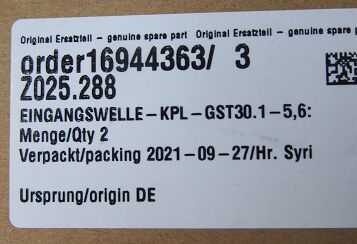 Original Ersatzteil - genuine spare part Original Ersatzteil - genuine spare
order16944363/ 3
Z025.288
EINGANGSWELLE-KPL-GST30.1-5,6:
Menge/Qty 2
Verpackt/packing 2021-09-27/Hr. Syri
Ursprung/origin DE